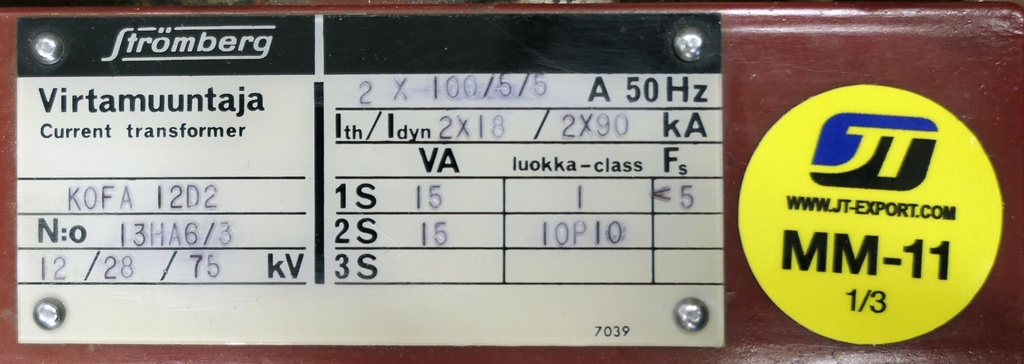 Strömberg
Virtamuuntaja
Current transformer
KOFA 12D2
N:o 13HA6/3
12 / 28 / 75 kV
2 X 100/5/5 A 50 Hz
Ith/Idyn 2X18 / 2X90 kA
VA luokka-class Fs
1S 15 1 <5
2S 15 10P10
3S
7039
JT
WWW.JT-EXPORT.COM
MM-11
1/3